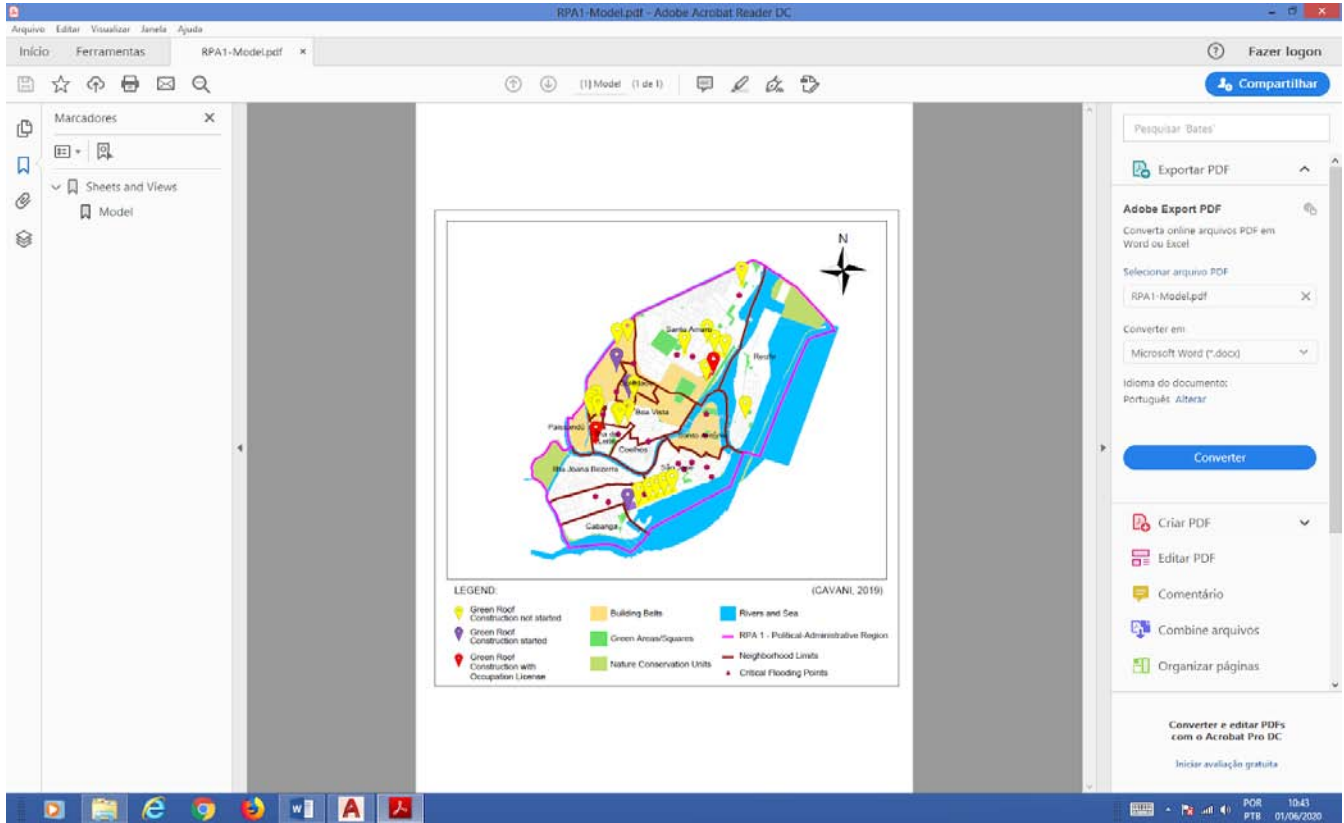 RPA1-Model.pdf - Adobe Acrobat Reader DC
Arquivo Editar Visualizar Janela Ajuda
Início Ferramentas RPA1-Model.pdf × Fazer logon
[1] Model (1 de 1) Compartilhar
Marcadores
Sheets and Views
Model
Pesquisar 'Bates'
Exportar PDF
Adobe Export PDF
Converta online arquivos PDF em
Word ou Excel
Selecionar arquivo PDF
RPA1-Model.pdf
Converter em
Microsoft Word (*.docx)
Idioma do documento:
Português Alterar
Converter
Criar PDF
Editar PDF
Comentário
Combine arquivos
Organizar páginas
Converter e editar PDFs
com o Acrobat Pro DC
Iniciar avaliação gratuita
N
Santo Amaro
Recife
Boa Vista
Coelhos
Ilha Joana Bezerra
Cabanga
LEGEND:
(CAVANI, 2019)
Green Roof
Construction not started
Green Roof
Construction started
Green Roof
Construction with
Occupation License
Building Belts
Green Areas/Squares
Nature Conservation Units
Rivers and Sea
RPA 1 - Political-Administrative Region
Neighborhood Limits
Critical Flooding Points
POR 10:43
PTB 01/06/2020